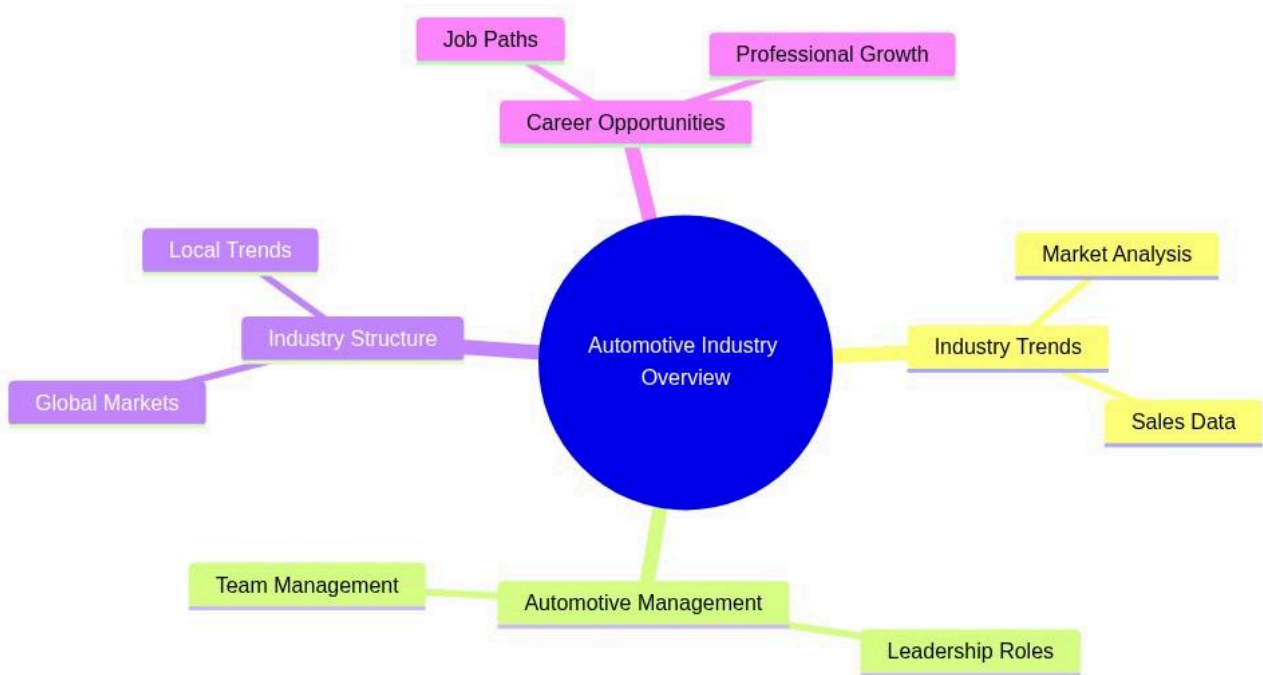 Job Paths
Professional Growth
Career Opportunities
Local Trends
Market Analysis
Industry Structure
Automotive Industry
Overview
Industry Trends
Global Markets
Sales Data
Team Management
Automotive Management
Leadership Roles